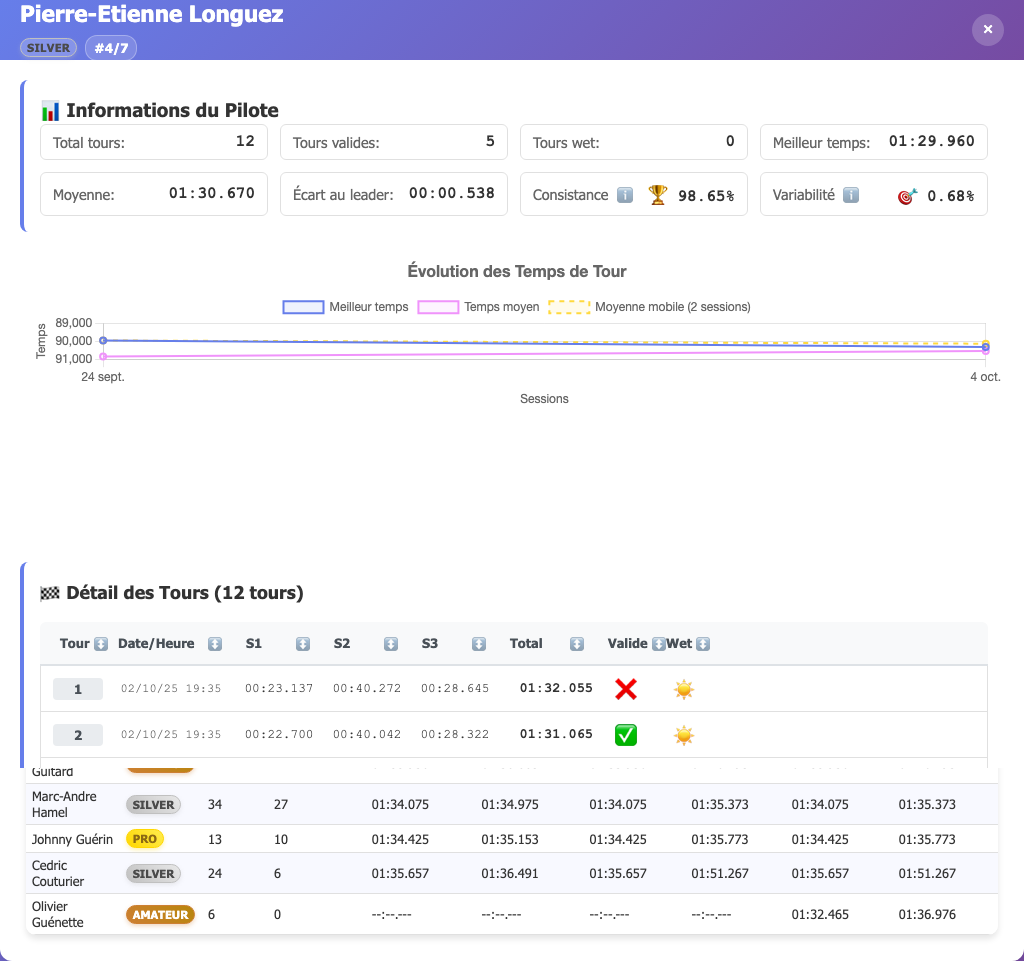 Pierre-Etienne Longuez
SILVER #4/7
×
Informations du Pilote
Total tours: 12
Tours valides: 5
Tours wet: 0
Meilleur temps: 01:29.960
Moyenne: 01:30.670
Écart au leader: 00:00.538
Consistance 98.65%
Variabilité 0.68%
Évolution des Temps de Tour
Meilleur temps Temps moyen Moyenne mobile (2 sessions)
Temps
89,000
90,000
91,000
24 sept. 4 oct.
Sessions
Détail des Tours (12 tours)
Tour Date/Heure S1 S2 S3 Total Valide Wet
1 02/10/25 19:35 00:23.137 00:40.272 00:28.645 01:32.055
2 02/10/25 19:35 00:22.700 00:40.042 00:28.322 01:31.065
Guitard
Marc-Andre Hamel SILVER 34 27 01:34.075 01:34.975 01:34.075 01:35.373 01:34.075 01:35.373
Johnny Guérin PRO 13 10 01:34.425 01:35.153 01:34.425 01:35.773 01:34.425 01:35.773
Cedric Couturier SILVER 24 6 01:35.657 01:36.491 01:35.657 01:51.267 01:35.657 01:51.267
Olivier Guénette AMATEUR 6 0 --:--.--- --:--.--- --:--.--- --:--.--- 01:32.465 01:36.976